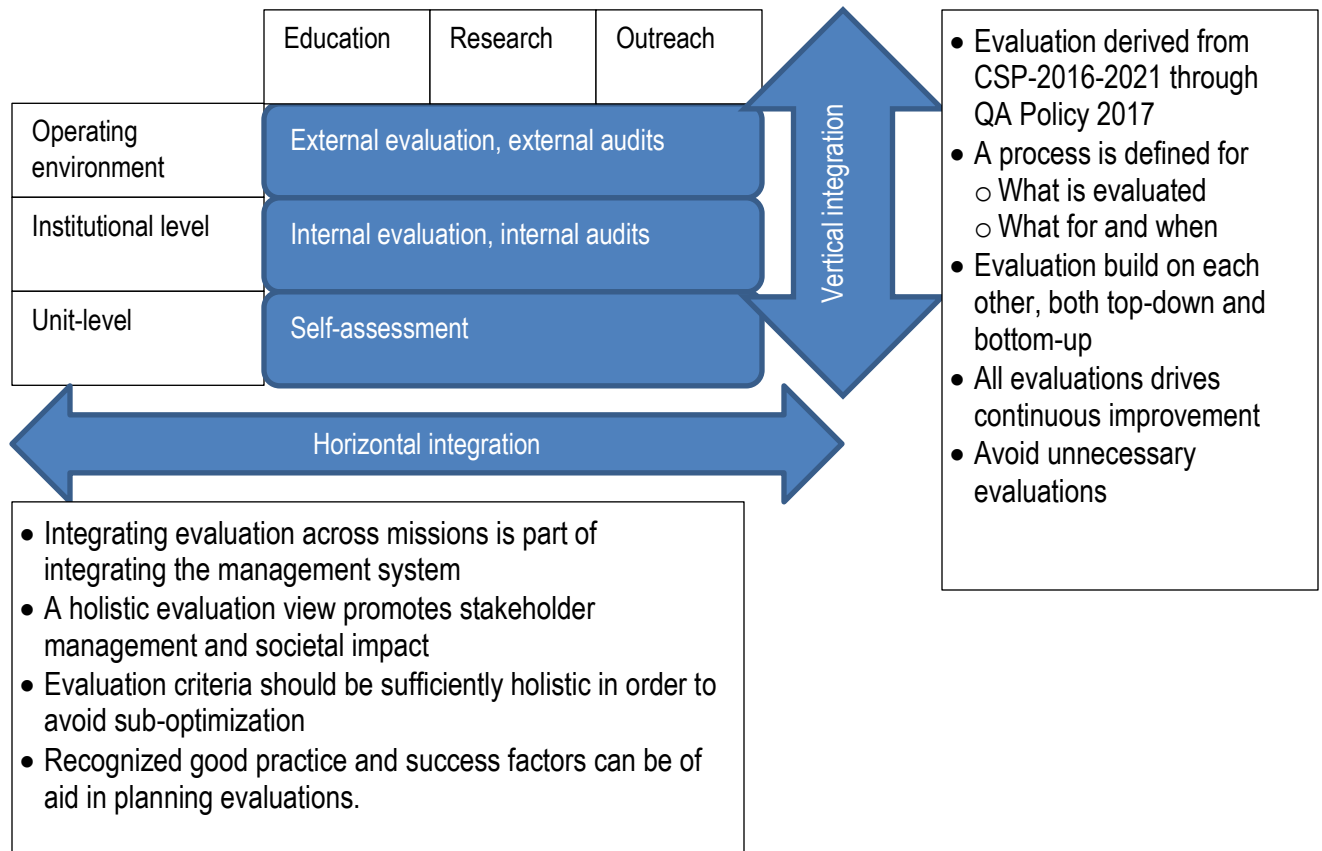 Education Research Outreach
Operating
environment
External evaluation, external audits
Institutional level
Internal evaluation, internal audits
Unit-level
Self-assessment
Vertical integration
Horizontal integration
• Evaluation derived from
CSP-2016-2021 through
QA Policy 2017
• A process is defined for
o What is evaluated
o What for and when
• Evaluation build on each
other, both top-down and
bottom-up
• All evaluations drives
continuous improvement
• Avoid unnecessary
evaluations
• Integrating evaluation across missions is part of
integrating the management system
• A holistic evaluation view promotes stakeholder
management and societal impact
• Evaluation criteria should be sufficiently holistic in order to
avoid sub-optimization
• Recognized good practice and success factors can be of
aid in planning evaluations.